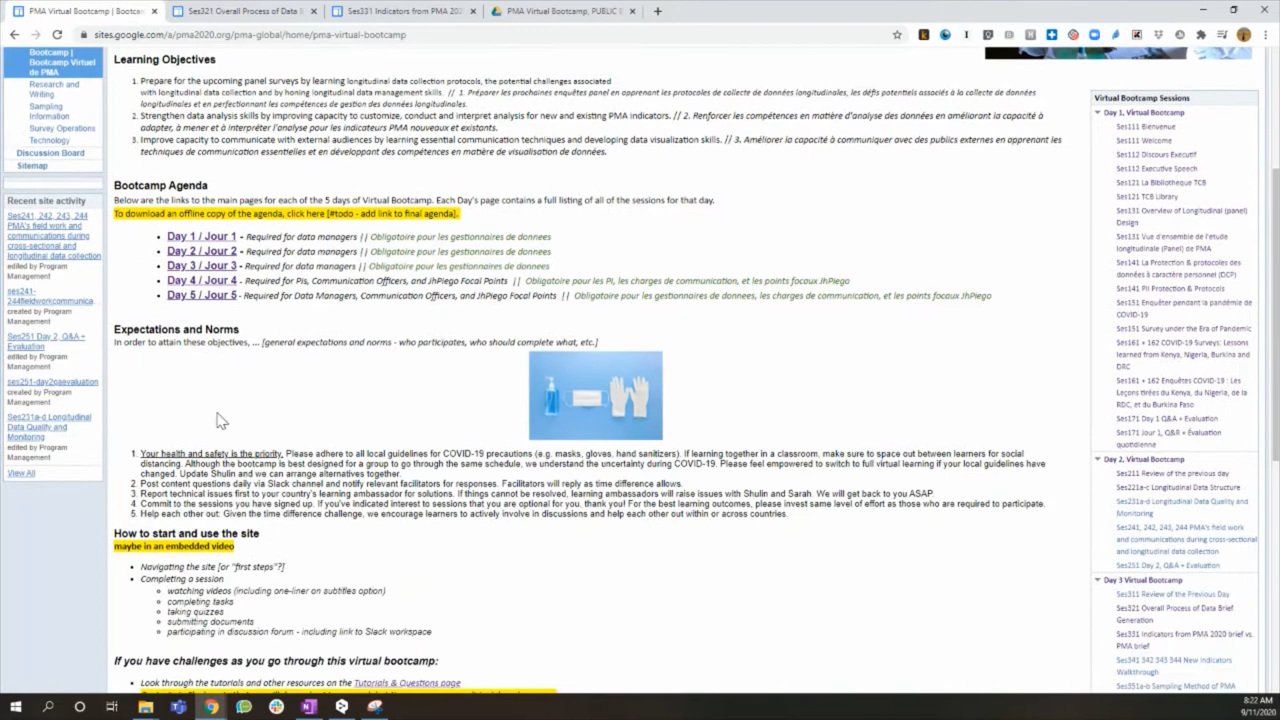 PMA Virtual Bootcamp | Bootcam
Ses321 Overall Process of Data B
Ses331 Indicators from PMA 202
PMA Virtual Bootcamp, PUBLIC B
sites.google.com/a/pma2020.org/pma-global/home/pma-virtual-bootcamp
Bootcamp |
Bootcamp Virtuel
de PMA
Research and
Writing
Sampling
Information
Survey Operations
Technology
Discussion Board
Sitemap
Recent site activity
Ses241, 242, 243, 244
PMA's field work and
communications during
cross-sectional and
longitudinal data collection
edited by Program
Management
ses241-
244fieldworkcommunica
created by Program
Management
Ses251 Day 2, Q&A +
Evaluation
edited by Program
Management
ses251-day2qaevaluation
created by Program
Management
Ses231a-d Longitudinal
Data Quality and
Monitoring
edited by Program
Management
View All
Learning Objectives
1. Prepare for the upcoming panel surveys by learning longitudinal data collection protocols, the potential challenges associated
with longitudinal data collection and by honing longitudinal data management skills. // 1. Préparer les prochaines enquêtes panel en apprenant les protocoles de collecte de données longitudinales, les défis potentiels associés à la collecte de données
longitudinales et en perfectionnant les compétences de gestion des données longitudinales.
2. Strengthen data analysis skills by improving capacity to customize, conduct and interpret analysis for new and existing PMA indicators. // 2. Renforcer les compétences en matière d'analyse des données en améliorant la capacité à
adapter, à mener et à interpréter l'analyse pour les indicateurs PMA nouveaux et existants.
3. Improve capacity to communicate with external audiences by learning essential communication techniques and developing data visualization skills. // 3. Améliorer la capacité à communiquer avec des publics externes en apprenant les
techniques de communication essentielles et en développant des compétences en matière de visualisation de données.
Bootcamp Agenda
Below are the links to the main pages for each of the 5 days of Virtual Bootcamp. Each Day's page contains a full listing of all of the sessions for that day.
To download an offline copy of the agenda, click here [#todo - add link to final agenda].
• Day 1 / Jour 1 - Required for data managers || Obligatoire pour les gestionnaires de donnees
• Day 2 / Jour 2 - Required for data managers || Obligatoire pour les gestionnaires de donnees
• Day 3 / Jour 3 - Required for data managers || Obligatoire pour les gestionnaires de donnees
• Day 4 / Jour 4 - Required for Pis, Communication Officers, and JhPiego Focal Points || Obligatoire pour les PI, les charges de communication, et les points focaux JhPiego
• Day 5 / Jour 5 - Required for Data Managers, Communication Officers, and JhPiego Focal Points || Obligatoire pour les gestionnaires de donnees, les charges de communication, et les points focaux JhPiego
Expectations and Norms
In order to attain these objectives, ... [general expectations and norms - who participates, who should complete what, etc.]
1. Your health and safety is the priority. Please adhere to all local guidelines for COVID-19 precautions (e.g. masks, gloves, hand sanitizers). If learning together in a classroom, make sure to space out between learners for social
distancing. Although the bootcamp is best designed for a group to go through the same schedule, we understand the uncertainty during COVID-19. Please feel empowered to switch to full virtual learning if your local guidelines have
changed. Update Shulin and we can arrange alternatives together.
2. Post content questions daily via Slack channel and notify relevant facilitators for responses. Facilitators will reply as time difference allows.
3. Report technical issues first to your country's learning ambassador for solutions. If things cannot be resolved, learning ambassadors will raise issues with Shulin and Sarah. We will get back to you ASAP.
4. Commit to the sessions you have signed up. If you've indicated interest to sessions that you are optional for you, thank you! For the best learning outcomes, please invest same level of effort as those who are required to participate.
5. Help each other out: Given the time difference challenge, we encourage learners to actively involve in discussions and help each other out within or across countries.
How to start and use the site
maybe in an embedded video
• Navigating the site [or "first steps"?]
• Completing a session
watching videos (including one-liner on subtitles option)
completing tasks
taking quizzes
submitting documents
participating in discussion forum - including link to Slack workspace
If you have challenges as you go through this virtual bootcamp:
• Look through the tutorials and other resources on the Tutorials & Questions page
Virtual Bootcamp Sessions
Day 1, Virtual Bootcamp
Ses111 Bienvenue
Ses111 Welcome
Ses112 Discours Executif
Ses112 Executive Speech
Ses121 La Bibliotheque TCB
Ses121 TCB Library
Ses131 Overview of Longitudinal (panel)
Design
Ses131 Vue d'ensemble de l'etude
longitudinale (Panel) de PMA
Ses141 La Protection & protocoles des
données à caractère personnel (DCP)
Ses141 PII Protection & Protocols
Ses151 Enquêter pendant la pandémie de
COVID-19
Ses151 Survey under the Era of Pandemic
Ses161 + 162 COVID-19 Surveys: Lessons
learned from Kenya, Nigeria, Burkina and
DRC
Ses161 + 162 Enquêtes COVID-19 : Les
Leçons tirées du Kenya, du Nigeria, de la
RDC, et du Burkina Faso
Ses171 Day 1 Q&A + Evaluation
Ses171 Jour 1, Q&R + Évaluation
quotidienne
Day 2, Virtual Bootcamp
Ses211 Review of the previous day
Ses221a-c Longitudinal Data Structure
Ses231a-d Longitudinal Data Quality and
Monitoring
Ses241, 242, 243, 244 PMA's field work
and communications during cross-sectional
and longitudinal data collection
Ses251 Day 2, Q&A + Evaluation
Day 3 Virtual Bootcamp
Ses311 Review of the Previous Day
Ses321 Overall Process of Data Brief
Generation
Ses331 Indicators from PMA 2020 brief vs.
PMA brief
Ses341 342 343 344 New Indicators
Walkthrough
Ses351a-b Sampling Method of PMA
8:22 AM
9/11/2020